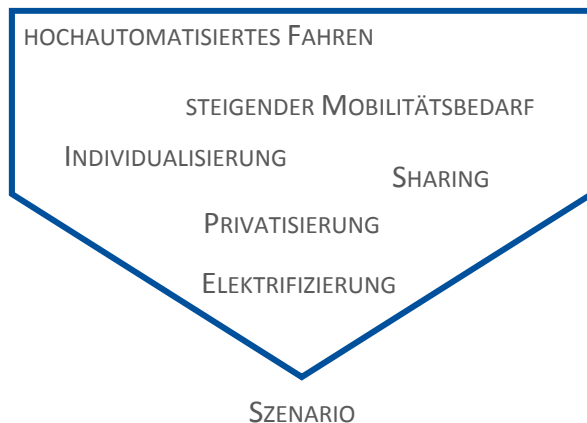 HOCHAUTOMATISIERTES FAHREN
STEIGENDER MOBILITÄTSBEDARF
INDIVIDUALISIERUNG
SHARING
PRIVATISIERUNG
ELEKTRIFIZIERUNG
SZENARIO